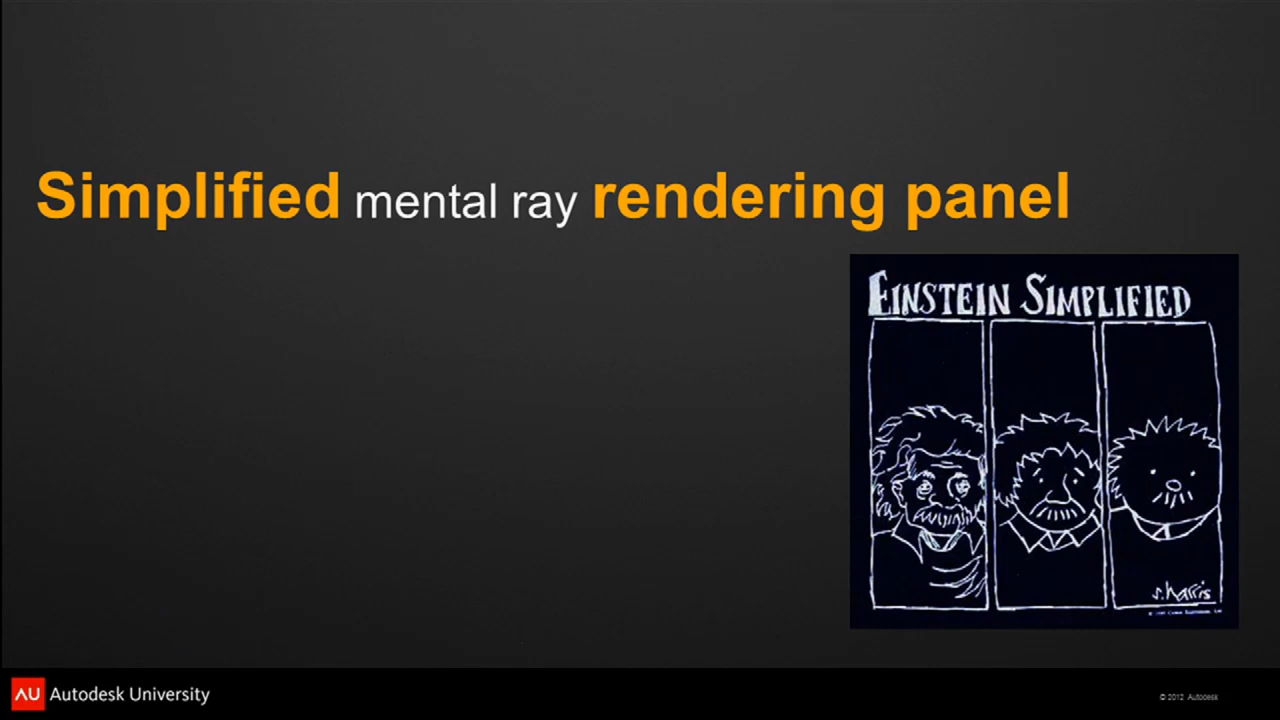 Simplified mental ray rendering panel
EINSTEIN SIMPLIFIED
S. Harris
AU Autodesk University
© 2012 Autodesk